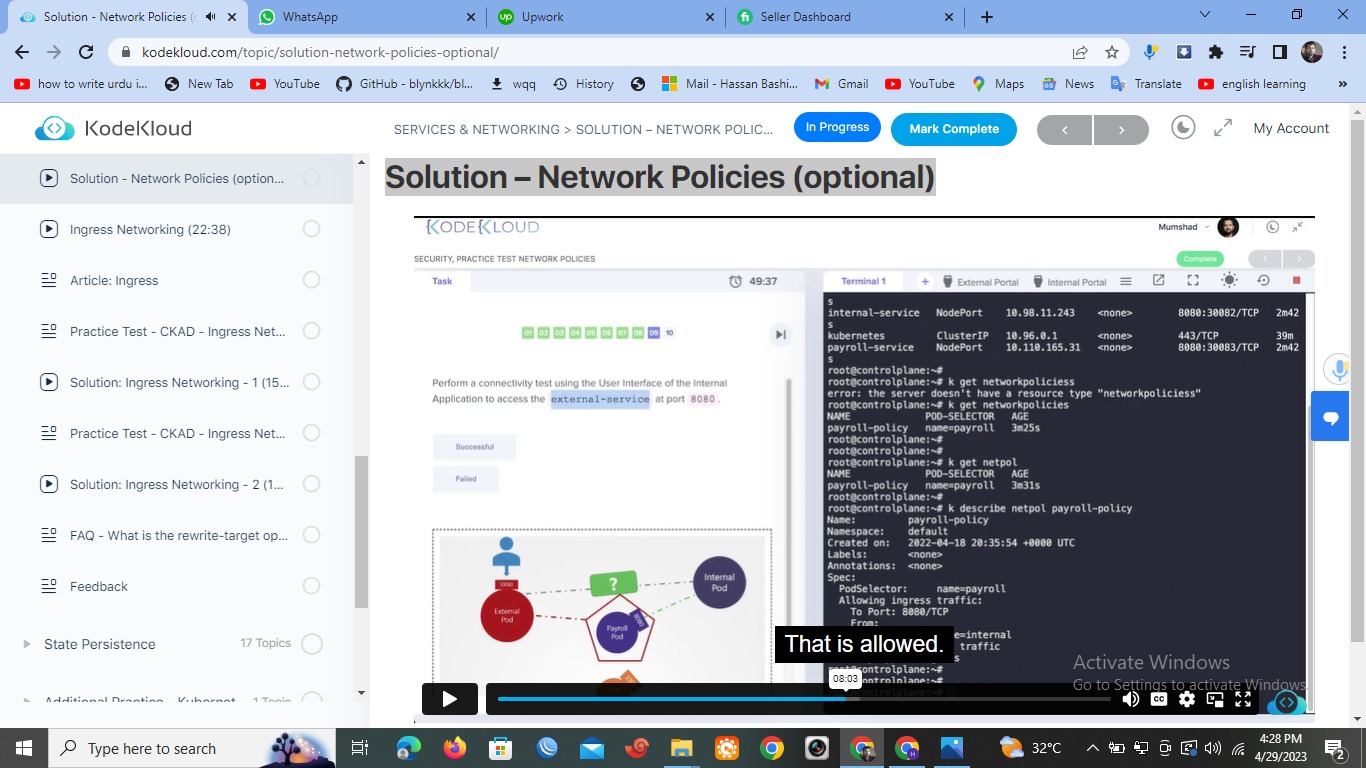 Solution - Network Policies (
WhatsApp
Upwork
Seller Dashboard
kodekloud.com/topic/solution-network-policies-optional/
how to write urdu i...
New Tab
YouTube
GitHub - blynkkk/bl...
wqq
History
Mail - Hassan Bashi...
Gmail
YouTube
Maps
News
Translate
english learning
»
KodeKloud
SERVICES & NETWORKING > SOLUTION – NETWORK POLIC...
In Progress
Mark Complete
My Account
Solution - Network Policies (option...
Ingress Networking (22:38)
Article: Ingress
Practice Test - CKAD - Ingress Net...
Solution: Ingress Networking - 1 (15...
Practice Test - CKAD - Ingress Net...
Solution: Ingress Networking - 2 (1...
FAQ - What is therewrite-target op...
Feedback
State Persistence
17 Topics
Additional Practice - Kubernet
1 Topic
Solution – Network Policies (optional)
{KODE{KLOUD
Mumshad
SECURITY, PRACTICE TEST NETWORK POLICIES
Complete
Task
49:37
01 02 03 04 05 06 07 08 09 10
Perform a connectivity test using the User Interface of the Internal
Application to access the external-service at port 8080.
Successful
Failed
30080
External
Pod
?
Internal
Pod
Payroll
Pod
8080
Terminal 1
+
External Portal
Internal Portal
s
internal-service NodePort 10.98.11.243 <none> 8080:30082/TCP 2m42
s
kubernetes ClusterIP 10.96.0.1 <none> 443/TCP 39m
payroll-service NodePort 10.110.165.31 <none> 8080:30083/TCP 2m42
s
root@controlplane:~#
root@controlplane:~# k get networkpoliciess
error: the server doesn't have a resource type "networkpoliciess"
root@controlplane:~# k get networkpolicies
NAME POD-SELECTOR AGE
payroll-policy name=payroll 3m25s
root@controlplane:~#
root@controlplane:~#
root@controlplane:~# k get netpol
NAME POD-SELECTOR AGE
payroll-policy name=payroll 3m31s
root@controlplane:~#
root@controlplane:~# k describe netpol payroll-policy
Name: payroll-policy
Namespace: default
Created on: 2022-04-18 20:35:54 +0000 UTC
Labels: <none>
Annotations: <none>
Spec:
PodSelector: name=payroll
Allowing ingress traffic:
To Port: 8080/TCP
From:
e=internal
traffic
s
root@controlplane:~#
root@controlplane:~#
That is allowed.
08:03
CC
Activate Windows
Go to Settings to activate Windows.
Type here to search
32°C
4:28 PM
4/29/2023
2